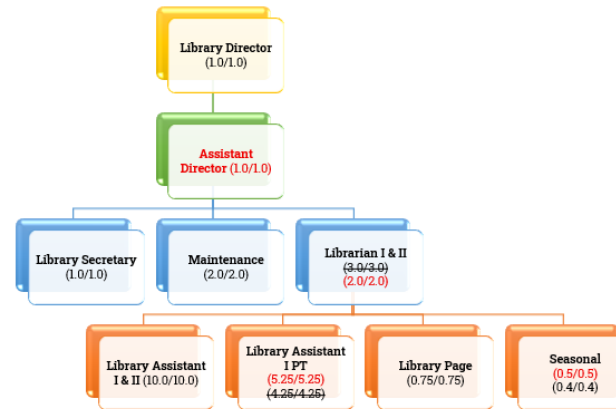 Library Director
(1.0/1.0)
Assistant
Director (1.0/1.0)
Library Secretary
(1.0/1.0)
Maintenance
(2.0/2.0)
Librarian I & II
(3.0/3.0)
(2.0/2.0)
Library Assistant
I & II (10.0/10.0)
Library Assistant
I PT
(5.25/5.25)
(4.25/4.25)
Library Page
(0.75/0.75)
Seasonal
(0.5/0.5)
(0.4/0.4)